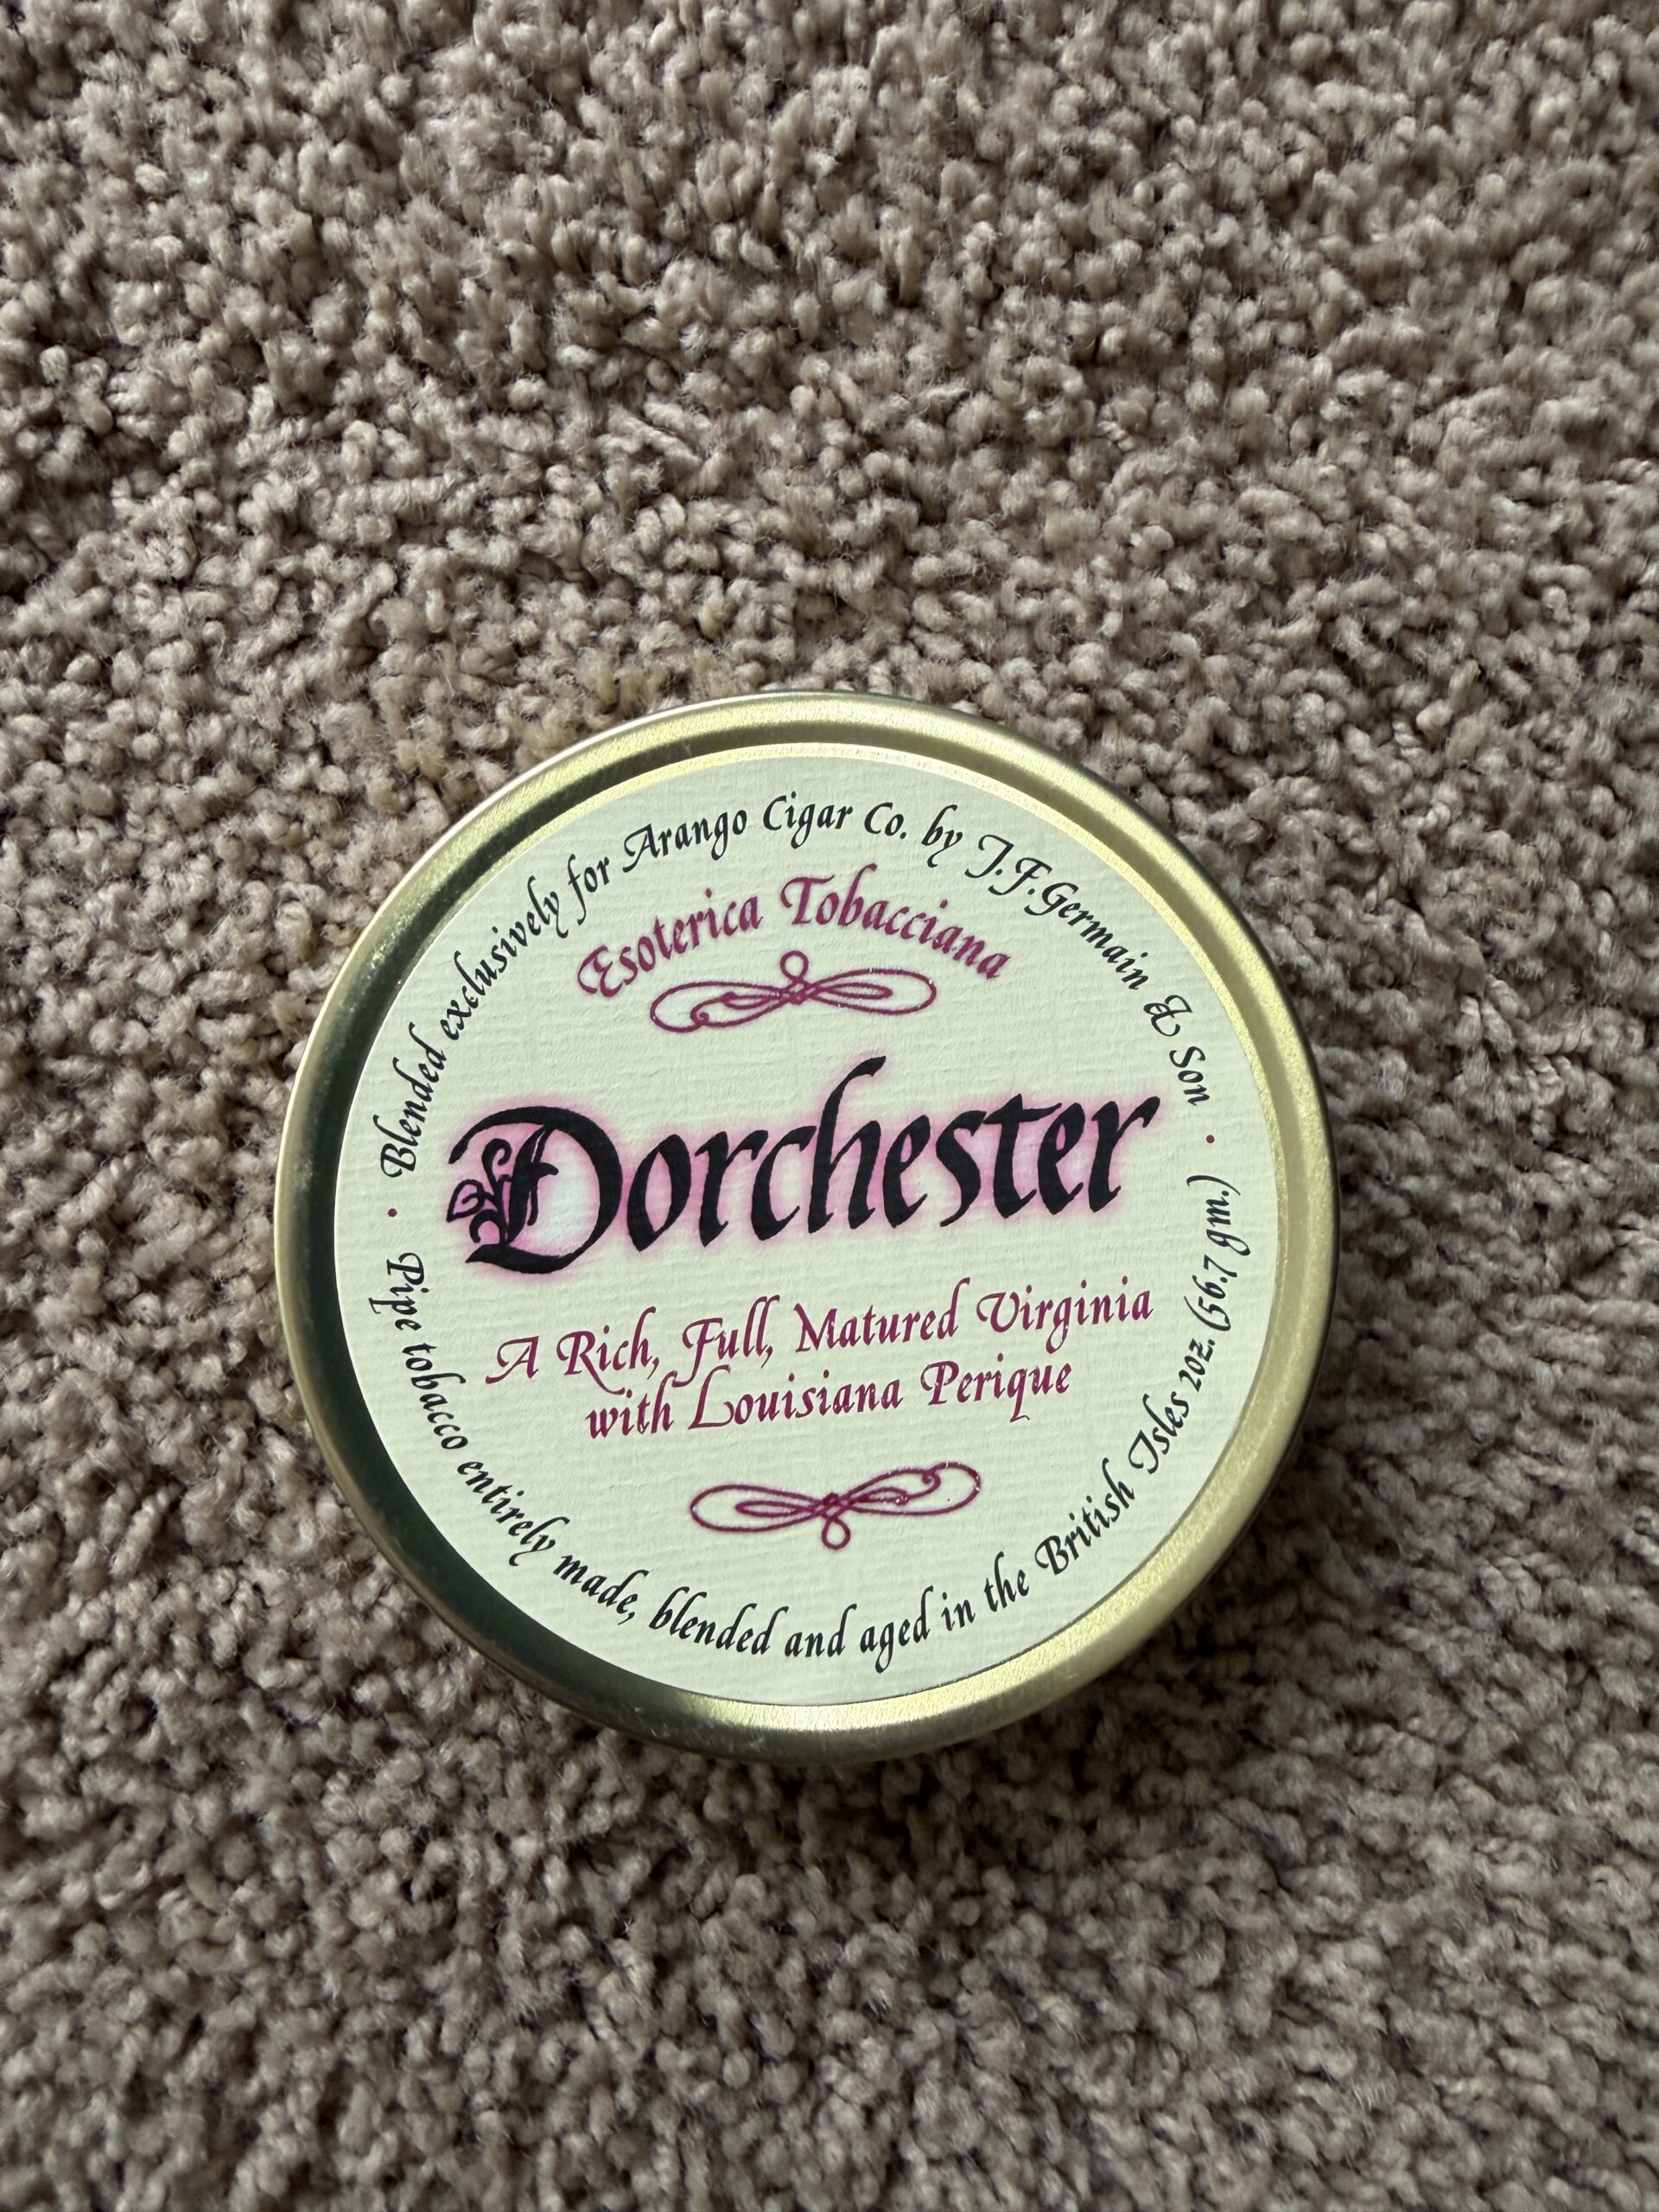 • Blended exclusively for Arango Cigar Co. by J.F.Germain & Son •
Esoterica Tobacciana
Dorchester
A Rich, Full, Matured Virginia
with Louisiana Perique
Pipe tobacco entirely made, blended and aged in the British Isles 2oz. (56.7 gm.)